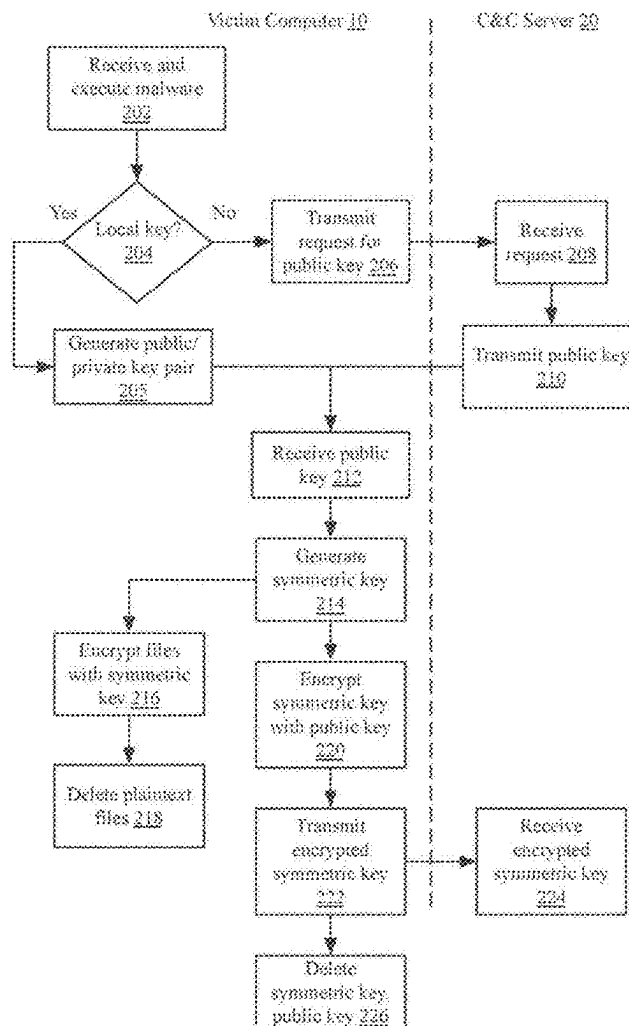 Victim Computer 10
C&C Server 20
Receive and
execute malware
202
Yes
No
Local key?
204
Transmit
request for
public key 206
Receive
request 208
Generate public/
private key pair
205
Transmit public key
210
Receive public
key 212
Generate
symmetric key
214
Encrypt files
with symmetric
key 216
Encrypt
symmetric key
with public key
220
Delete plaintext
files 218
Transmit
encrypted
symmetric key
222
Receive
encrypted
symmetric key
224
Delete
symmetric key,
public key 226